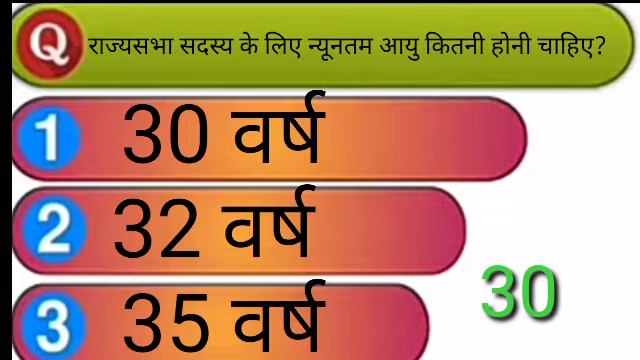 Q राज्यसभा सदस्य के लिए न्यूनतम आयु कितनी होनी चाहिए?
1 30 वर्ष
2 32 वर्ष
3 35 वर्ष
30